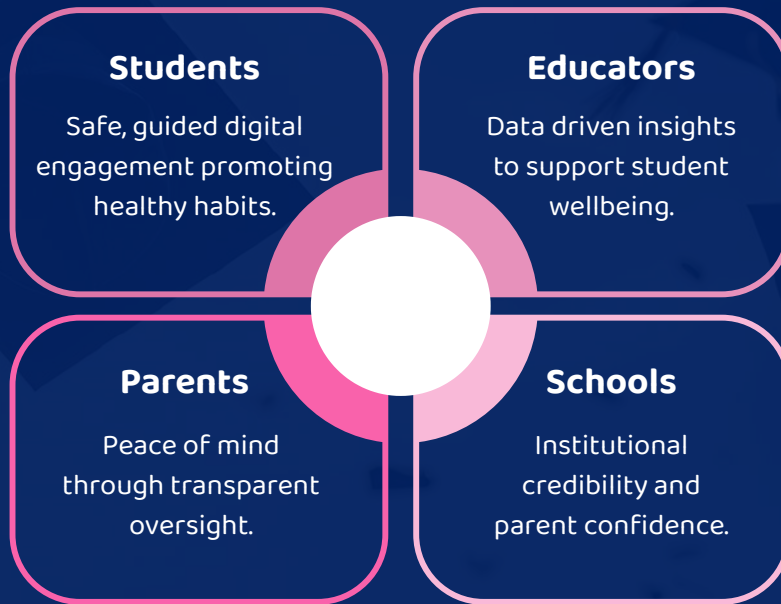 Students
Safe, guided digital
engagement promoting
healthy habits.
Educators
Data driven insights
to support student
wellbeing.
Parents
Peace of mind
through transparent
oversight.
Schools
Institutional
credibility and
parent confidence.